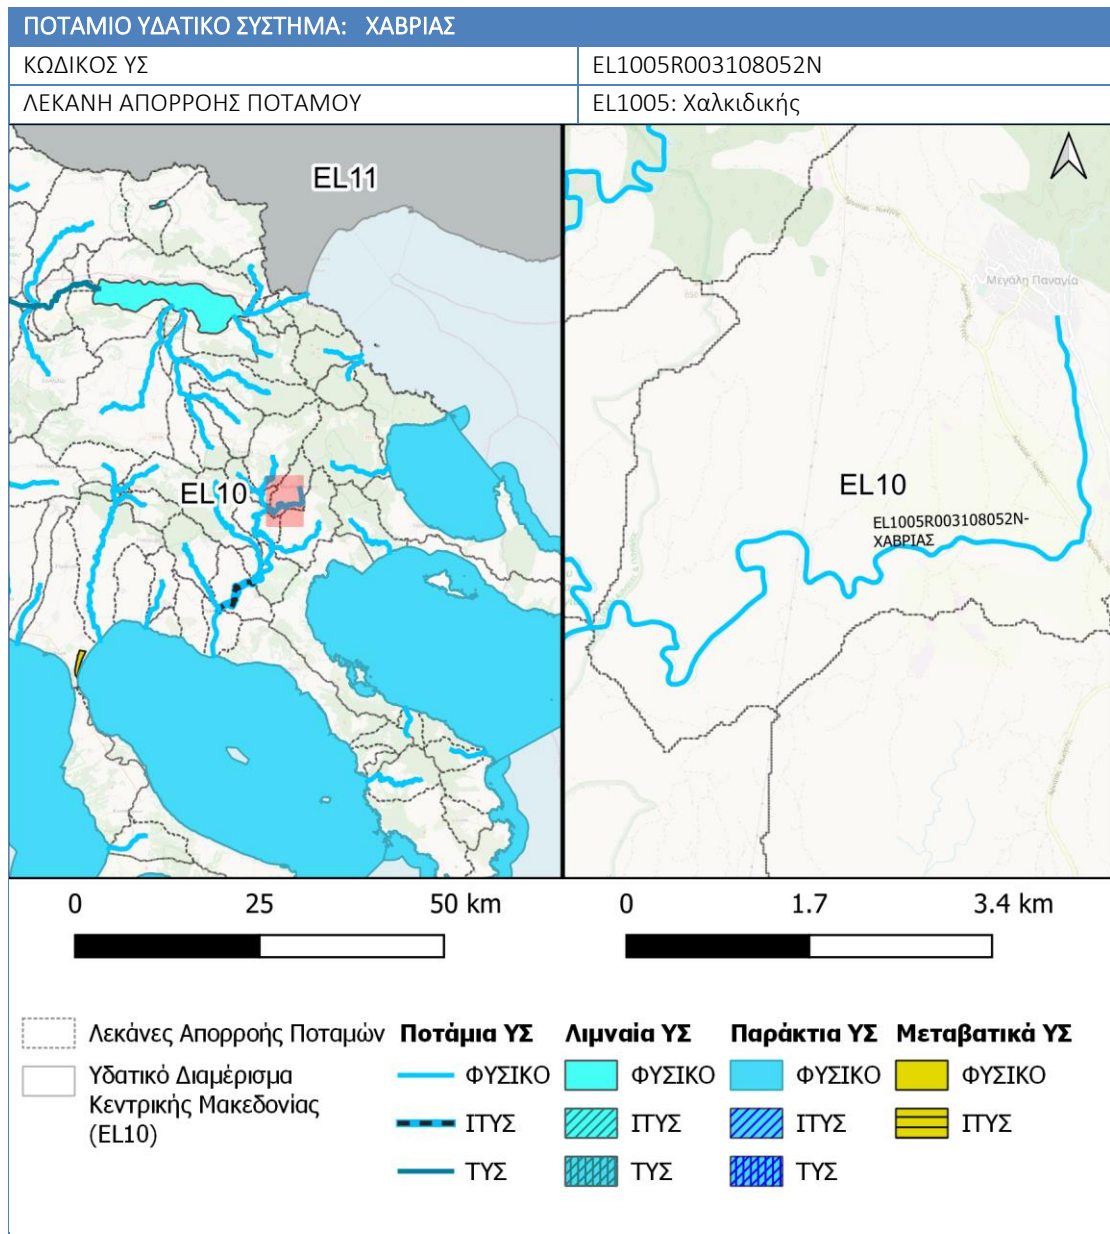 ΠΟΤΑΜΙΟ ΥΔΑΤΙΚΟ ΣΥΣΤΗΜΑ: ΧΑΒΡΙΑΣ
ΚΩΔΙΚΟΣ ΥΣ EL1005R003108052N
ΛΕΚΑΝΗ ΑΠΟΡΡΟΗΣ ΠΟΤΑΜΟΥ EL1005: Χαλκιδικής
EL11
EL10
Μεγάλη Παναγία
EL10
EL1005R003108052N-
ΧΑΒΡΙΑΣ
0 25 50 km
0 1.7 3.4 km
Λεκάνες Απορροής Ποταμών
Υδατικό Διαμέρισμα
Κεντρικής Μακεδονίας
(EL10)
Ποτάμια ΥΣ
ΦΥΣΙΚΟ
ΙΤΥΣ
ΤΥΣ
Λιμναία ΥΣ
ΦΥΣΙΚΟ
ΙΤΥΣ
ΤΥΣ
Παράκτια ΥΣ
ΦΥΣΙΚΟ
ΙΤΥΣ
ΤΥΣ
Μεταβατικά ΥΣ
ΦΥΣΙΚΟ
ΙΤΥΣ